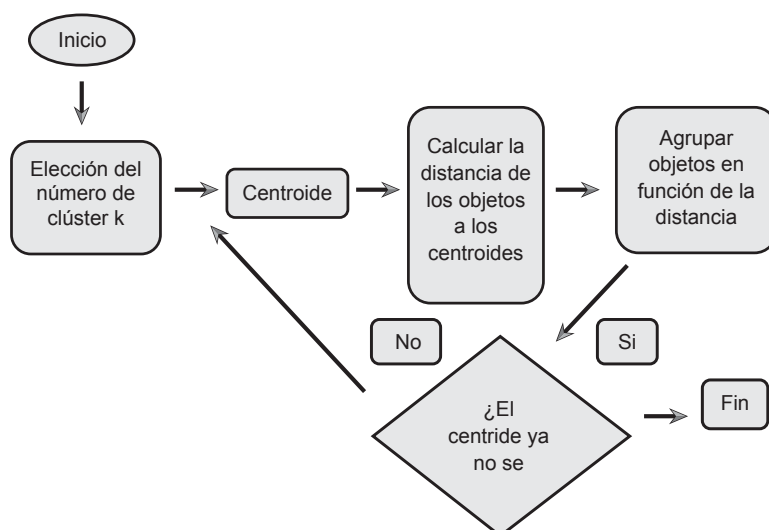 Inicio
Elección del
número de
clúster k
Centroide
Calcular la
distancia de
los objetos
a los
centroides
Agrupar
objetos en
función de la
distancia
No
Si
¿El
centride ya
no se
Fin